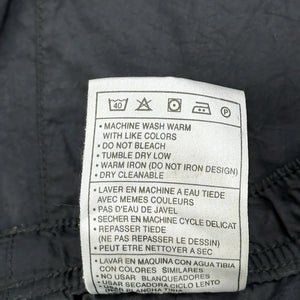 40 P
• MACHINE WASH WARM
WITH LIKE COLORS
• DO NOT BLEACH
• TUMBLE DRY LOW
• WARM IRON (DO NOT IRON DESIGN)
• DRY CLEANABLE
• LAVER EN MACHINE A EAU TIEDE
AVEC MEMES COULEURS
• PAS D'EAU DE JAVEL
• SECHER EN MACHINE CYCLE DELICAT
• REPASSER TIEDE
(NE PAS REPASSER LE DESSIN)
• PEUT ETRE NETTOYER A SEC
• LAVAR EN MAQUINA CON AGUA TIBIA
CON COLORES SIMILARES
• NO USAR BLANQUEADORES
• USAR SECADORA CICLO LENTO
PLANCHA TIBIA